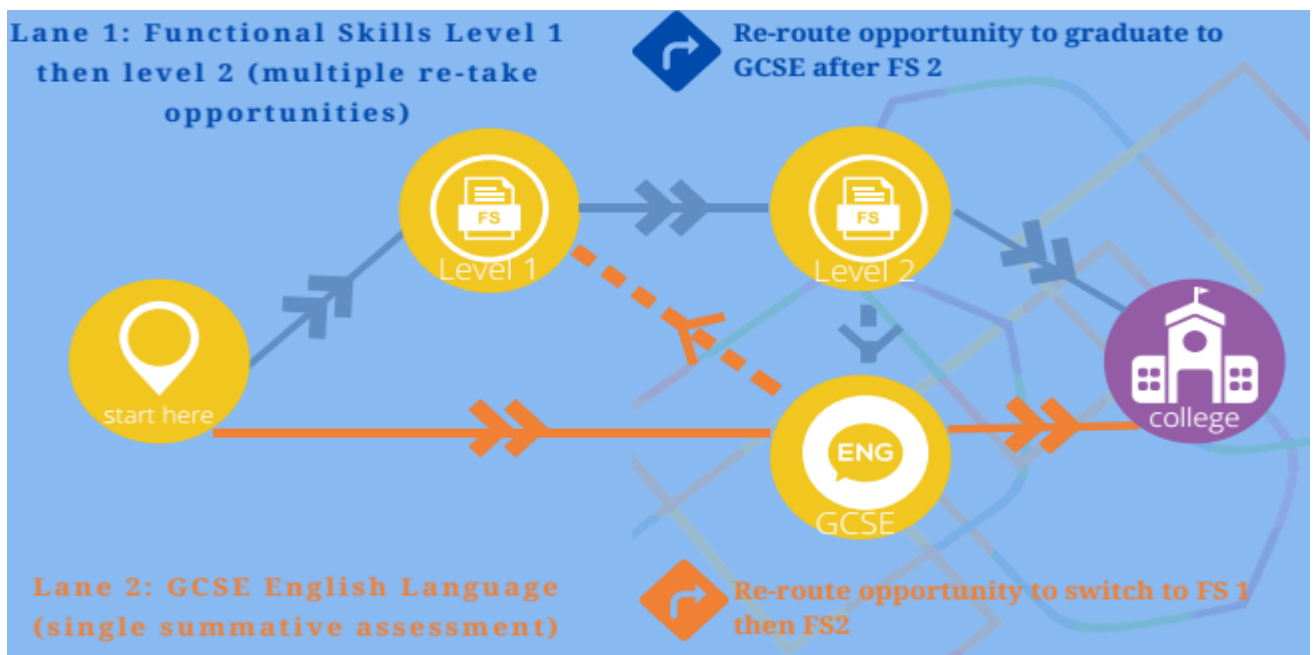 Lane 1: Functional Skills Level 1
then level 2 (multiple re-take
opportunities)
Re-route opportunity to graduate to
GCSE after FS 2
FS
Level 1
FS
Level 2
start here
college
ENG
GCSE
Lane 2: GCSE English Language
(single summative assessment)
Re-route opportunity to switch to FS 1
then FS2